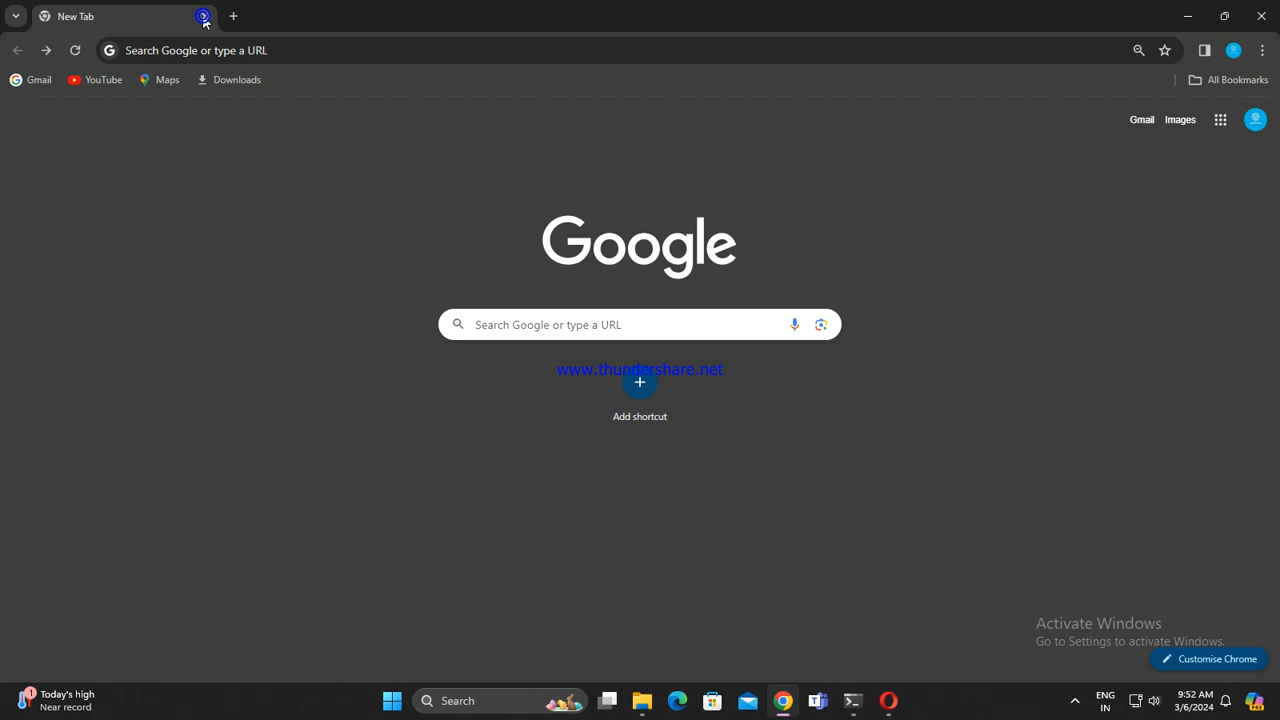 New Tab
Search Google or type a URL
Gmail
YouTube
Maps
Downloads
All Bookmarks
Gmail
Images
Google
Search Google or type a URL
www.thundershare.net
Add shortcut
Activate Windows
Go to Settings to activate Windows.
Customise Chrome
1
Today's high
Near record
Search
ENG
IN
9:52 AM
3/6/2024